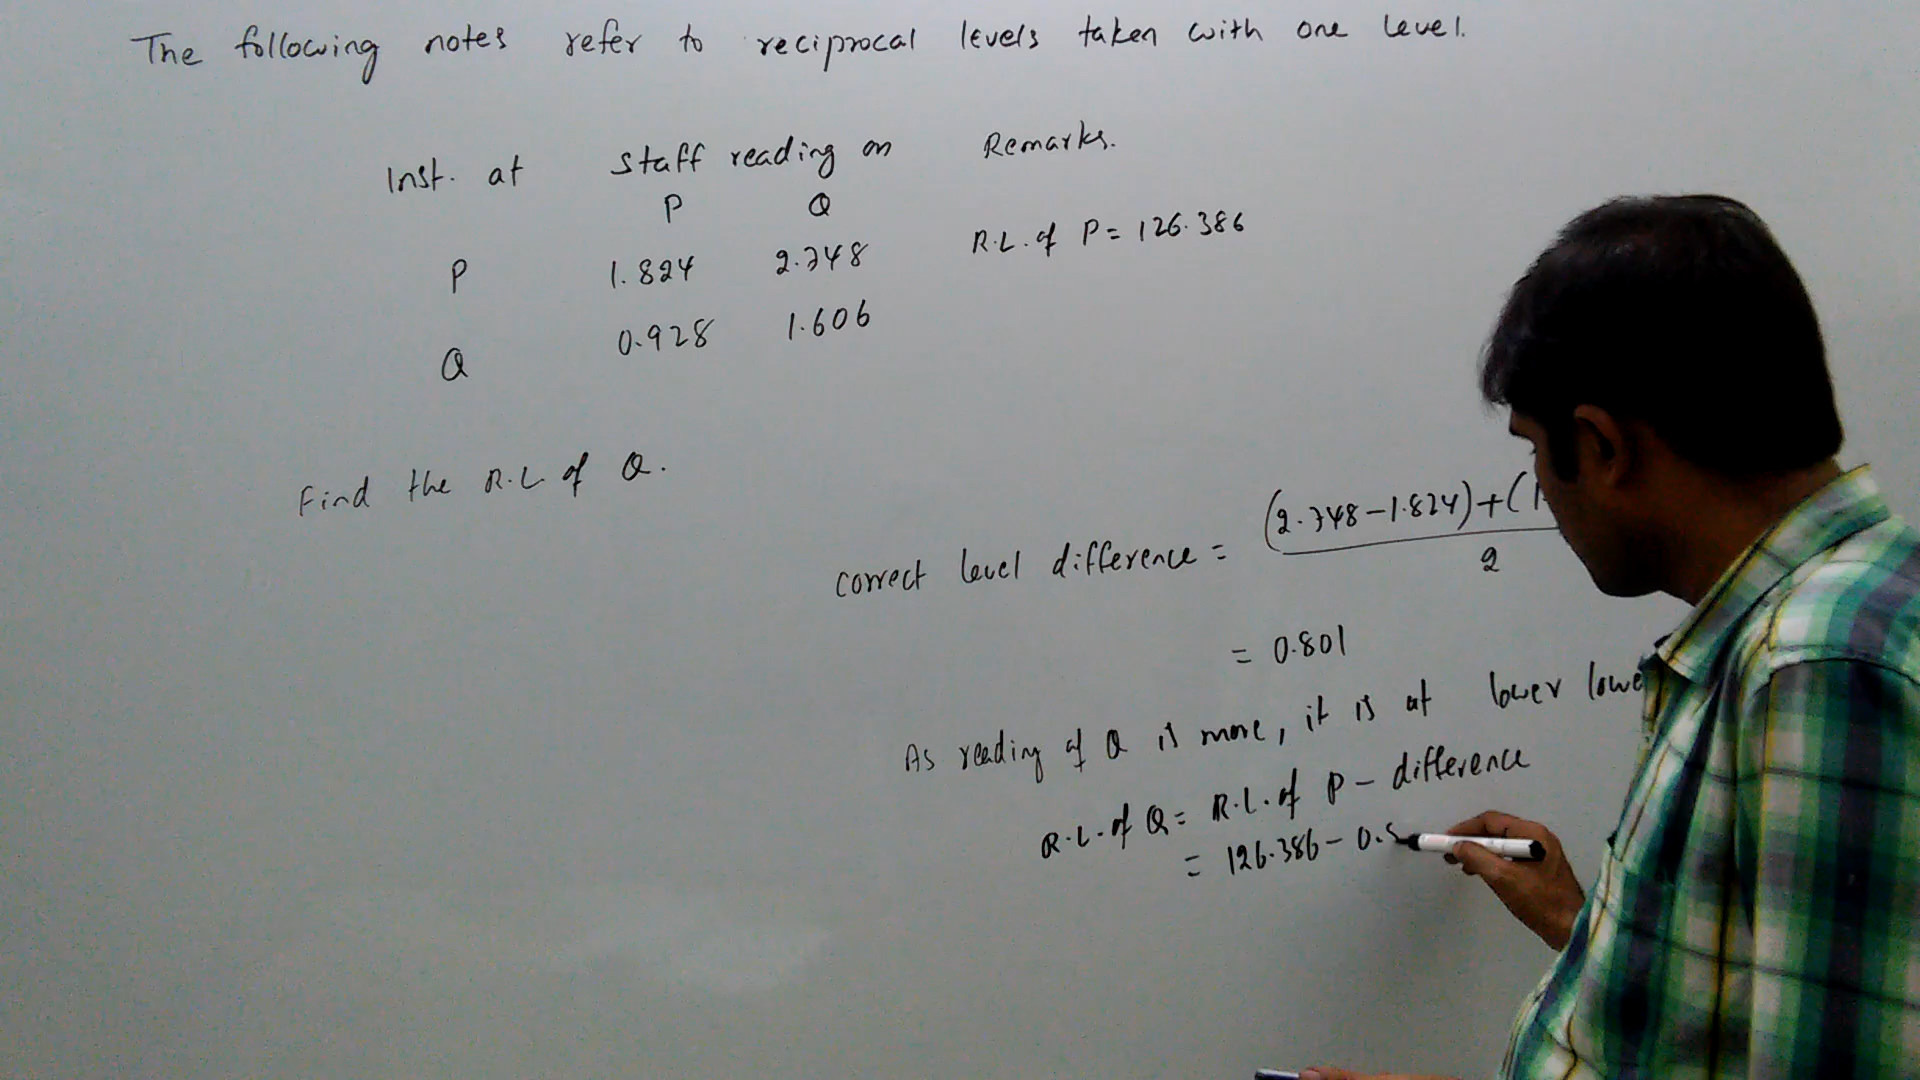 The following notes refer to reciprocal levels taken with one level.
Inst. at Staff reading on Remarks.
P Q
P 1.824 2.748 R.L. of P = 126.386
Q 0.928 1.606
Find the R.L of Q.
correct level difference = (2.748-1.824)+(1
2
= 0.801
As reading of Q is more, it is at lower lowe
R.L. of Q = R.L. of P - difference
= 126.386 - 0.